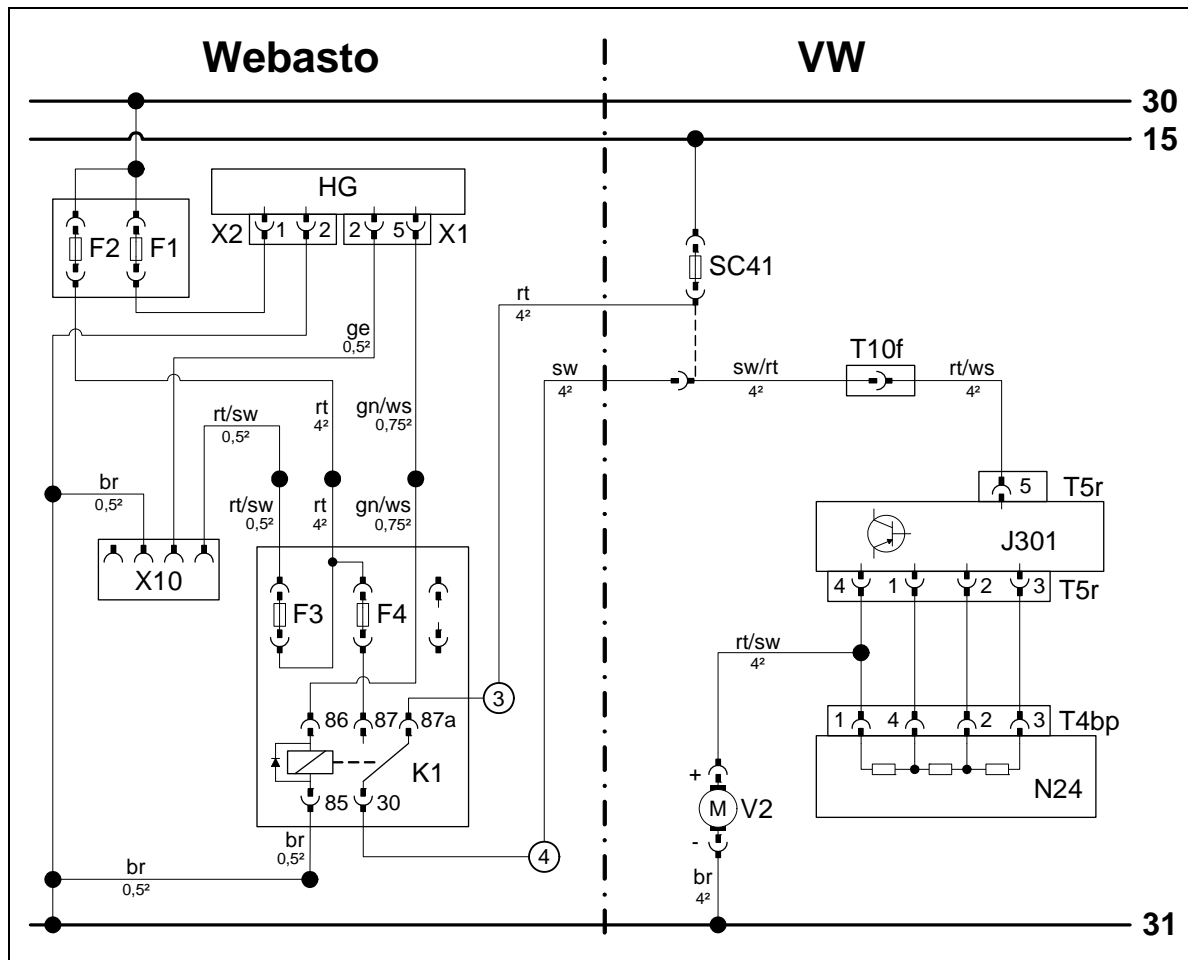 Webasto
VW
30
15
HG
X2 1 2 2 5 X1
F2 F1
SC41
rt
4²
ge
0,5²
T10f
sw
4²
sw/rt
4²
rt/ws
4²
rt/sw
0,5²
rt
4²
gn/ws
0,75²
br
0,5²
rt/sw
0,5²
rt
4²
gn/ws
0,75²
5 T5r
J301
X10
4 1 2 3 T5r
F3 F4
rt/sw
4²
3
86 87 87a
1 4 2 3 T4bp
K1
N24
+
M V2
-
85 30
br
0,5²
4
br
0,5²
br
4²
31